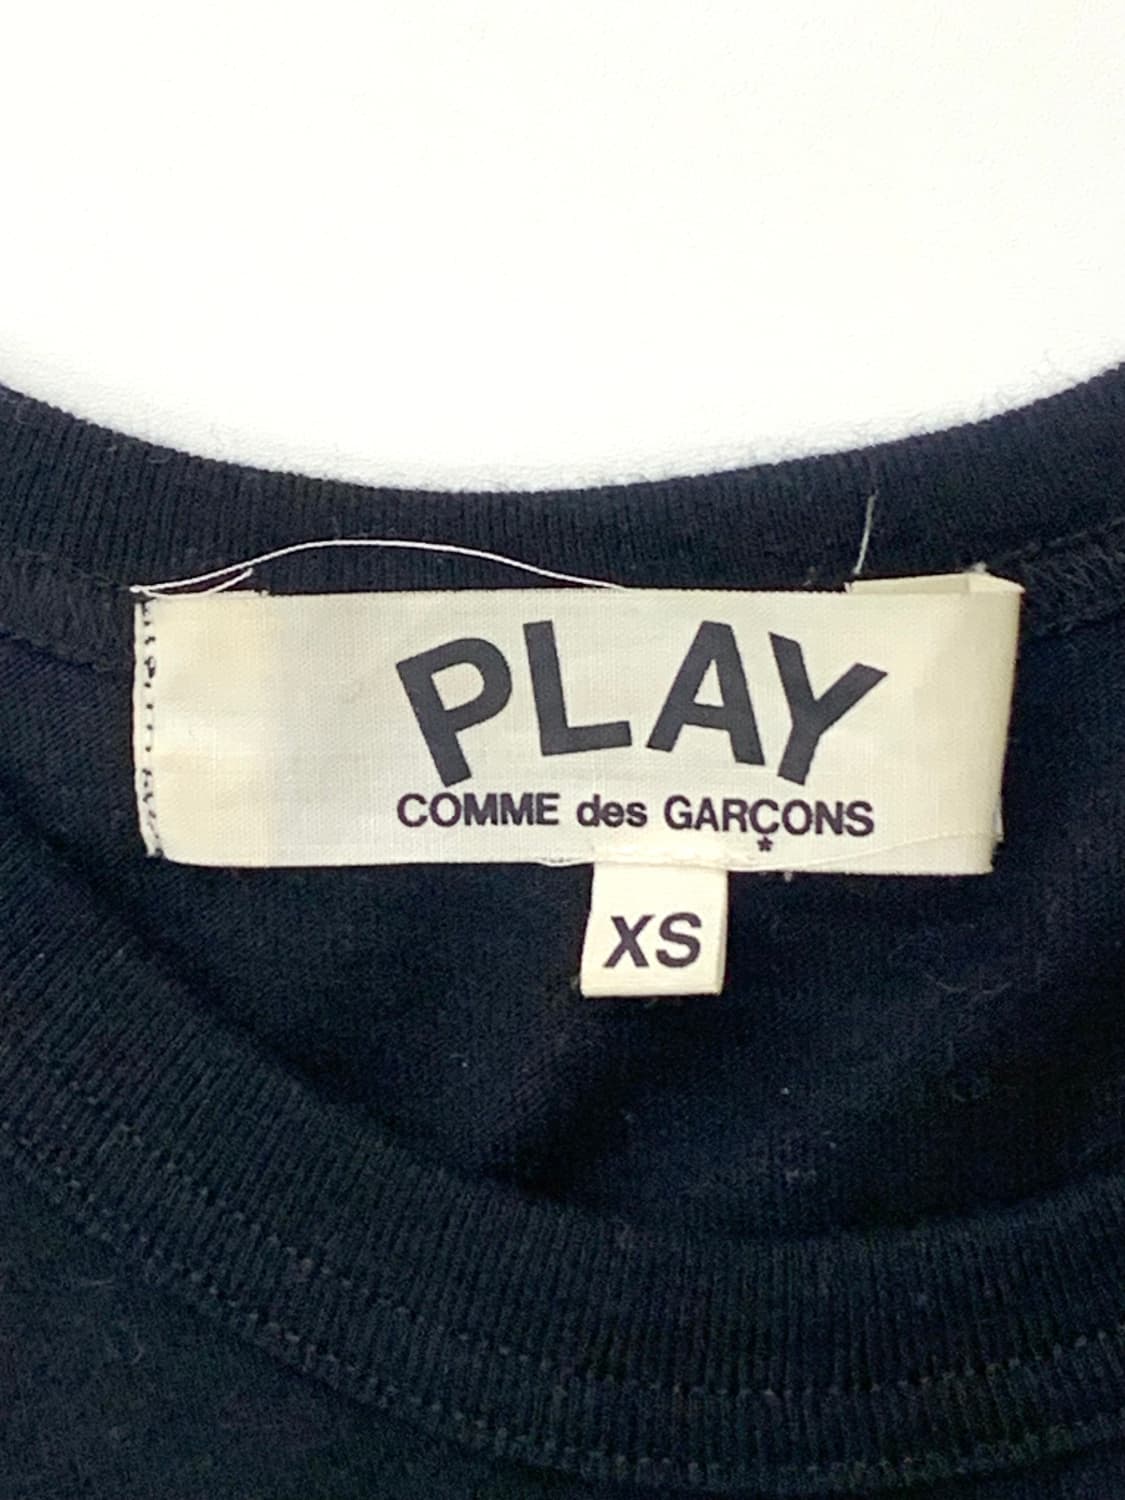 PLAY
COMME des GARÇONS
*
XS